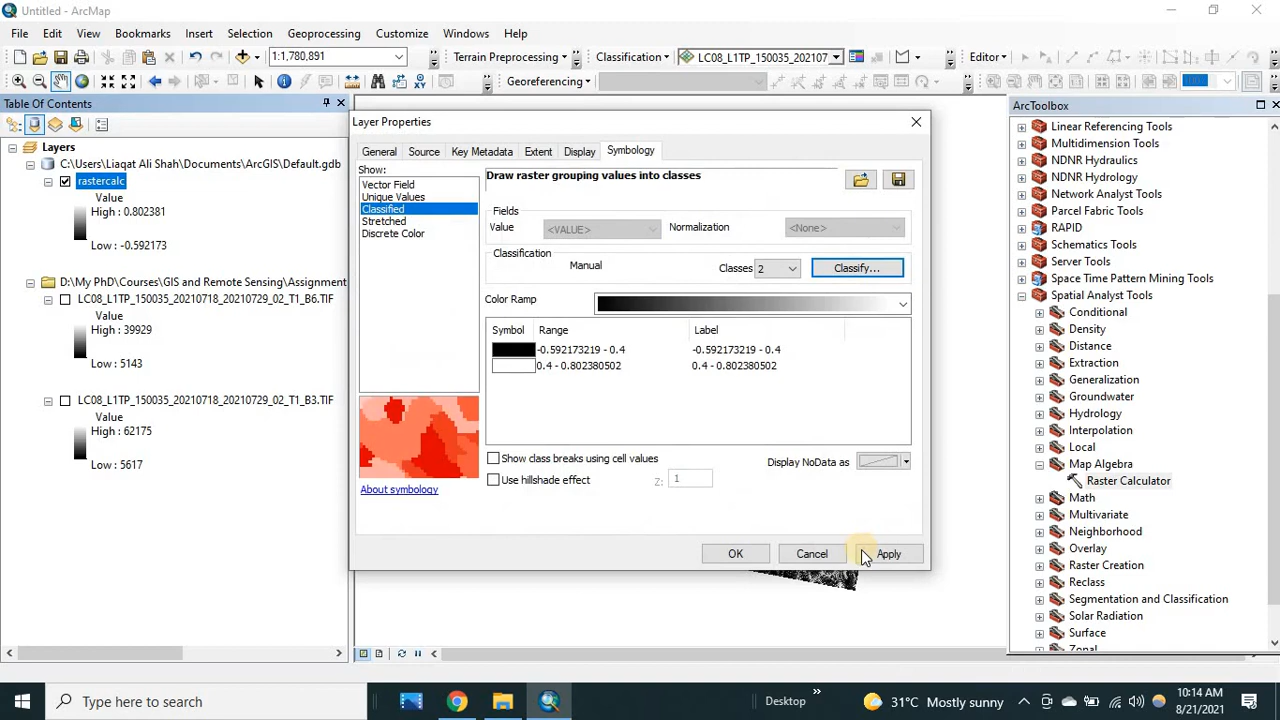 Untitled - ArcMap
File Edit View Bookmarks Insert Selection Geoprocessing Customize Windows Help
1:1,780,891 Terrain Preprocessing Classification LC08_L1TP_150035_202107 Editor
Georeferencing 100
Table Of Contents
Layers
C:\Users\Liaqat Ali Shah\Documents\ArcGIS\Default.gdb
rastercalc
Value
High : 0.802381
Low : -0.592173
D:\My PhD\Courses\GIS and Remote Sensing\Assignment
LC08_L1TP_150035_20210718_20210729_02_T1_B6.TIF
Value
High : 39929
Low : 5143
LC08_L1TP_150035_20210718_20210729_02_T1_B3.TIF
Value
High : 62175
Low : 5617
Layer Properties
General Source Key Metadata Extent Display Symbology
Show:
Vector Field
Unique Values
Classified
Stretched
Discrete Color
About symbology
Draw raster grouping values into classes
Fields
Value <VALUE> Normalization <None>
Classification
Manual Classes 2 Classify...
Color Ramp
Symbol Range Label
-0.592173219 - 0.4 -0.592173219 - 0.4
0.4 - 0.802380502 0.4 - 0.802380502
Show class breaks using cell values
Display NoData as
Use hillshade effect Z: 1
OK Cancel Apply
ArcToolbox
Linear Referencing Tools
Multidimension Tools
NDNR Hydraulics
NDNR Hydrology
Network Analyst Tools
Parcel Fabric Tools
RAPID
Schematics Tools
Server Tools
Space Time Pattern Mining Tools
Spatial Analyst Tools
Conditional
Density
Distance
Extraction
Generalization
Groundwater
Hydrology
Interpolation
Local
Map Algebra
Raster Calculator
Math
Multivariate
Neighborhood
Overlay
Raster Creation
Reclass
Segmentation and Classification
Solar Radiation
Surface
Zonal
Type here to search
Desktop
31°C Mostly sunny
10:14 AM
8/21/2021